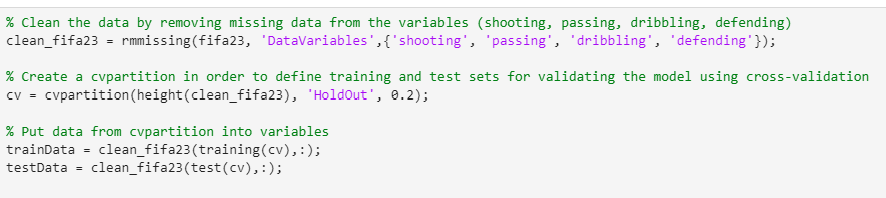 % Clean the data by removing missing data from the variables (shooting, passing, dribbling, defending)
clean_fifa23 = rmmissing(fifa23, 'DataVariables',{'shooting', 'passing', 'dribbling', 'defending'});
% Create a cvpartition in order to define training and test sets for validating the model using cross-validation
cv = cvpartition(height(clean_fifa23), 'HoldOut', 0.2);
% Put data from cvpartition into variables
trainData = clean_fifa23(training(cv),:);
testData = clean_fifa23(test(cv),:);